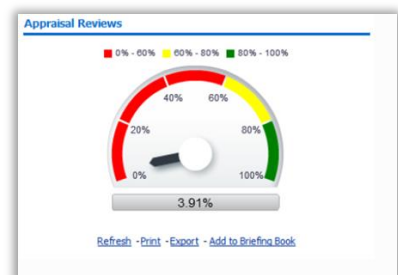 Appraisal Reviews
0% - 60% 60% - 80% 80% - 100%
40% 60%
20% 80%
0% 100%
3.91%
Refresh - Print - Export - Add to Briefing Book